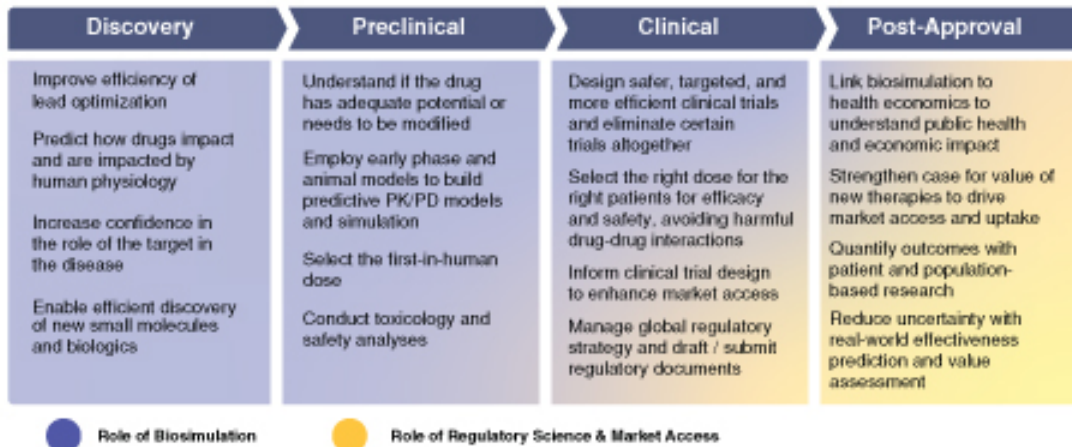 Discovery
Preclinical
Clinical
Post-Approval
Improve efficiency of
lead optimization
Predict how drugs impact
and are impacted by
human physiology
Increase confidence in
the role of the target in
the disease
Enable efficient discovery
of new small molecules
and biologics
Understand if the drug
has adequate potential or
needs to be modified
Employ early phase and
animal models to build
predictive PK/PD models
and simulation
Select the first-in-human
dose
Conduct toxicology and
safety analyses
Design safer, targeted, and
more efficient clinical trials
and eliminate certain
trials altogether
Select the right dose for the
right patients for efficacy
and safety, avoiding harmful
drug-drug interactions
Inform clinical trial design
to enhance market access
Manage global regulatory
strategy and draft / submit
regulatory documents
Link biosimulation to
health economics to
understand public health
and economic impact
Strengthen case for value of
new therapies to drive
market access and uptake
Quantify outcomes with
patient and population-
based research
Reduce uncertainty with
real-world effectiveness
prediction and value
assessment
Role of Biosimulation
Role of Regulatory Science & Market Access